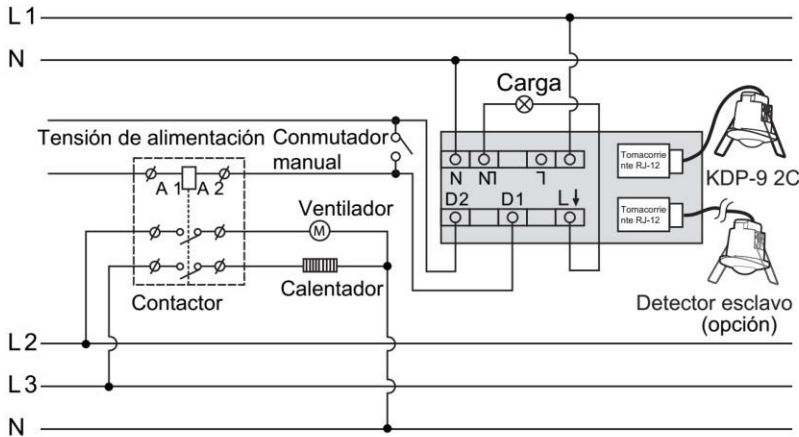 L1
N
Carga
Tensión de alimentación
Conmutador
manual
A 1
A 2
Ventilador
M
Calentador
Contactor
N
N
L
D2
D1
L
Tomacorrie
nte RJ-12
KDP-9 2C
Tomacorrie
nte RJ-12
Detector esclavo
(opción)
L2
L3
N